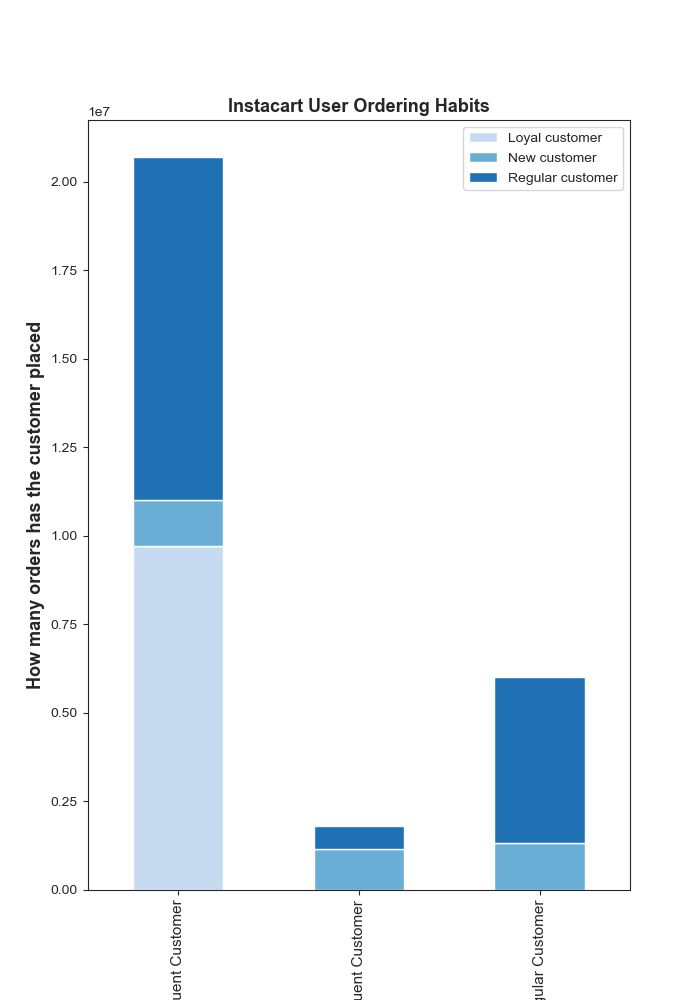 Instacart User Ordering Habits
1e7
Loyal customer
New customer
Regular customer
2.00
1.75
1.50
1.25
1.00
0.75
0.50
0.25
0.00
How many orders has the customer placed
uent Customer
uent Customer
gular Customer